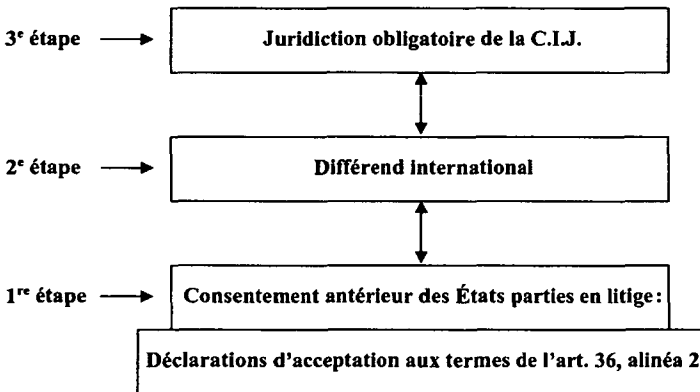 3e étape
Juridiction obligatoire de la C.I.J.
2e étape
Différend international
1re étape
Consentement antérieur des États parties en litige:
Déclarations d'acceptation aux termes de l'art. 36, alinéa 2